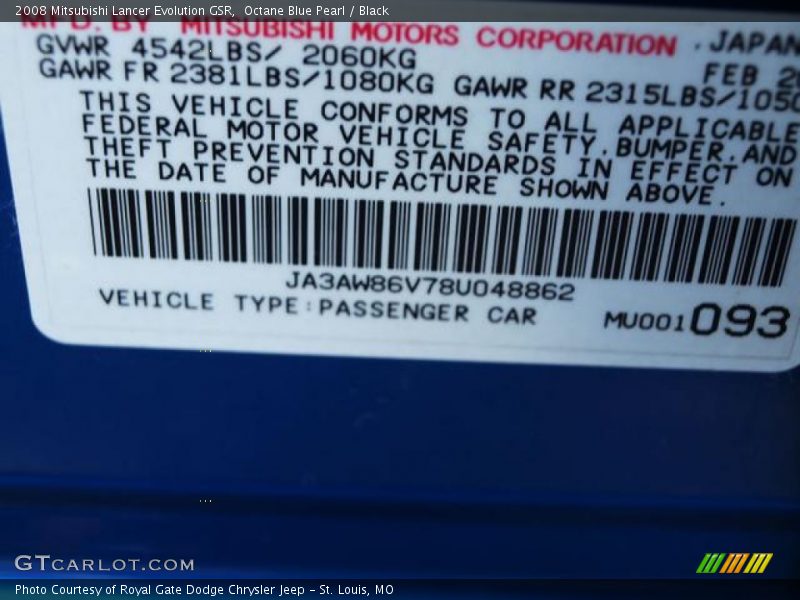 2008 Mitsubishi Lancer Evolution GSR, Octane Blue Pearl / Black
MFD. BY MITSUBISHI MOTORS CORPORATION . JAPAN
GVWR 4542LBS/ 2060KG FEB
GAWR FR 2381LBS/1080KG GAWR RR 2315LBS/1050
THIS VEHICLE CONFORMS TO ALL APPLICABLE
FEDERAL MOTOR VEHICLE SAFETY,BUMPER,AND
THEFT PREVENTION STANDARDS IN EFFECT ON
THE DATE OF MANUFACTURE SHOWN ABOVE.
JA3AW86V78U048862
VEHICLE TYPE:PASSENGER CAR MU001093
GTCARLOT.COM
Photo Courtesy of Royal Gate Dodge Chrysler Jeep - St. Louis, MO